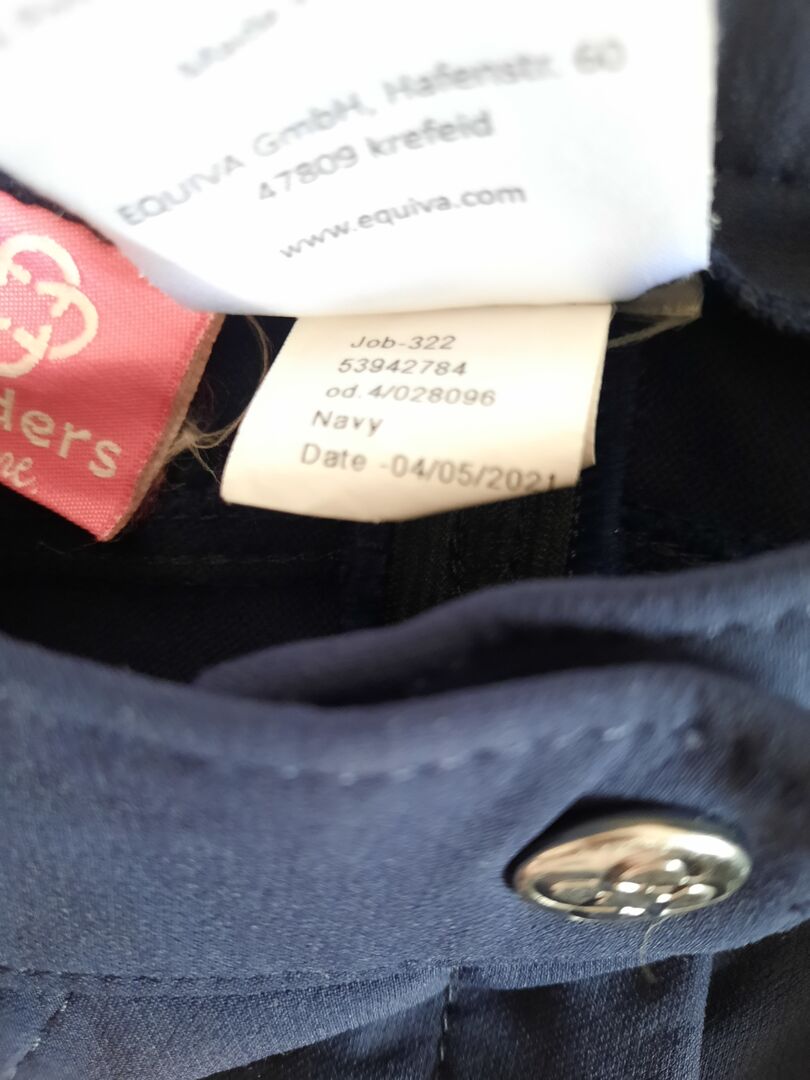 EQUIVA GmbH, Hafenstr. 60
47809 krefeld
www.equiva.com
ders
Job-322
53942784
od.4/028096
Navy
Date -04/05/2021